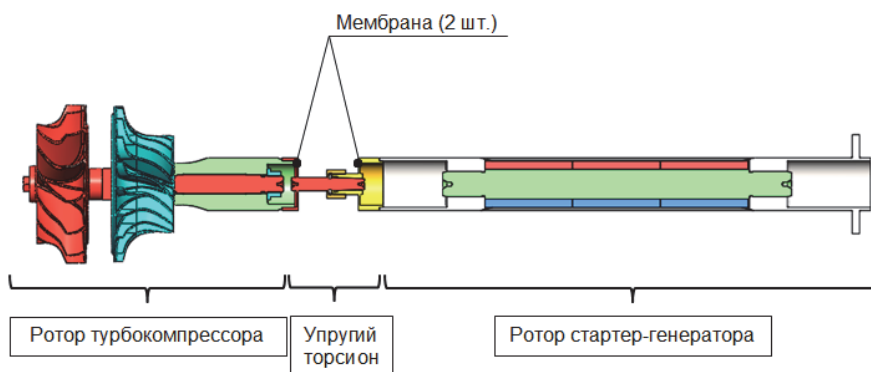 Мембрана (2 шт.)
Ротор турбокомпрессора
Упругий
торсион
Ротор стартер-генератора